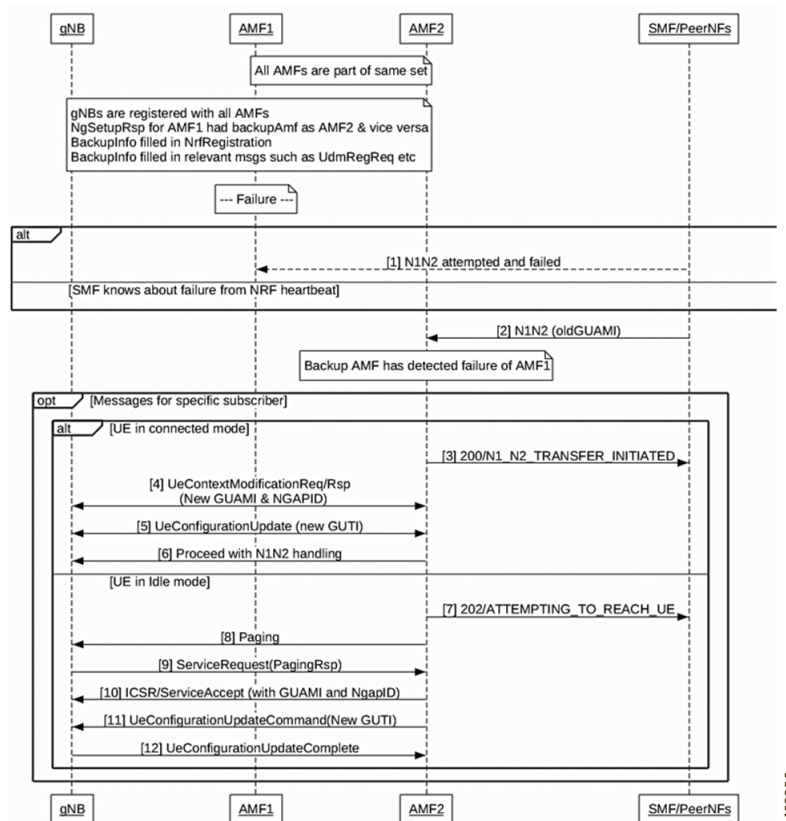 gNB
AMF1
AMF2
SMF/PeerNFs
All AMFs are part of same set
gNBs are registered with all AMFs
NgSetupRsp for AMF1 had backupAmf as AMF2 & vice versa
BackupInfo filled in NrfRegistration
BackupInfo filled in relevant msgs such as UdmRegReq etc
--- Failure ---
alt
[1] N1N2 attempted and failed
[SMF knows about failure from NRF heartbeat]
[2] N1N2 (oldGUAMI)
Backup AMF has detected failure of AMF1
opt
[Messages for specific subscriber]
alt
[UE in connected mode]
[3] 200/N1_N2_TRANSFER_INITIATED
[4] UeContextModificationReq/Rsp
(New GUAMI & NGAPID)
[5] UeConfigurationUpdate (new GUTI)
[6] Proceed with N1N2 handling
[UE in Idle mode]
[7] 202/ATTEMPTING_TO_REACH_UE
[8] Paging
[9] ServiceRequest(PagingRsp)
[10] ICSR/ServiceAccept (with GUAMI and NgapID)
[11] UeConfigurationUpdateCommand(New GUTI)
[12] UeConfigurationUpdateComplete
gNB
AMF1
AMF2
SMF/PeerNFs